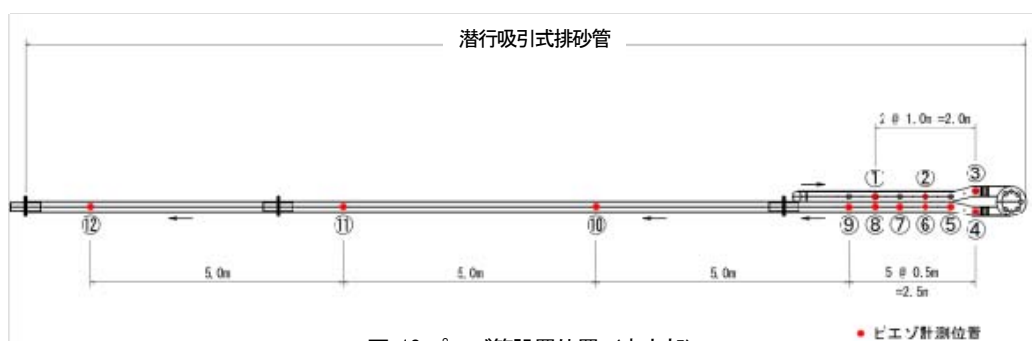 潜行吸引式排砂管
2 @ 1.0m =2.0m
① ② ③
⑫ ⑪ ⑩ ⑨ ⑧ ⑦ ⑥ ⑤ ④
5.0m 5.0m 5 @ 0.5m
=2.5m
ピエゾ計測位置